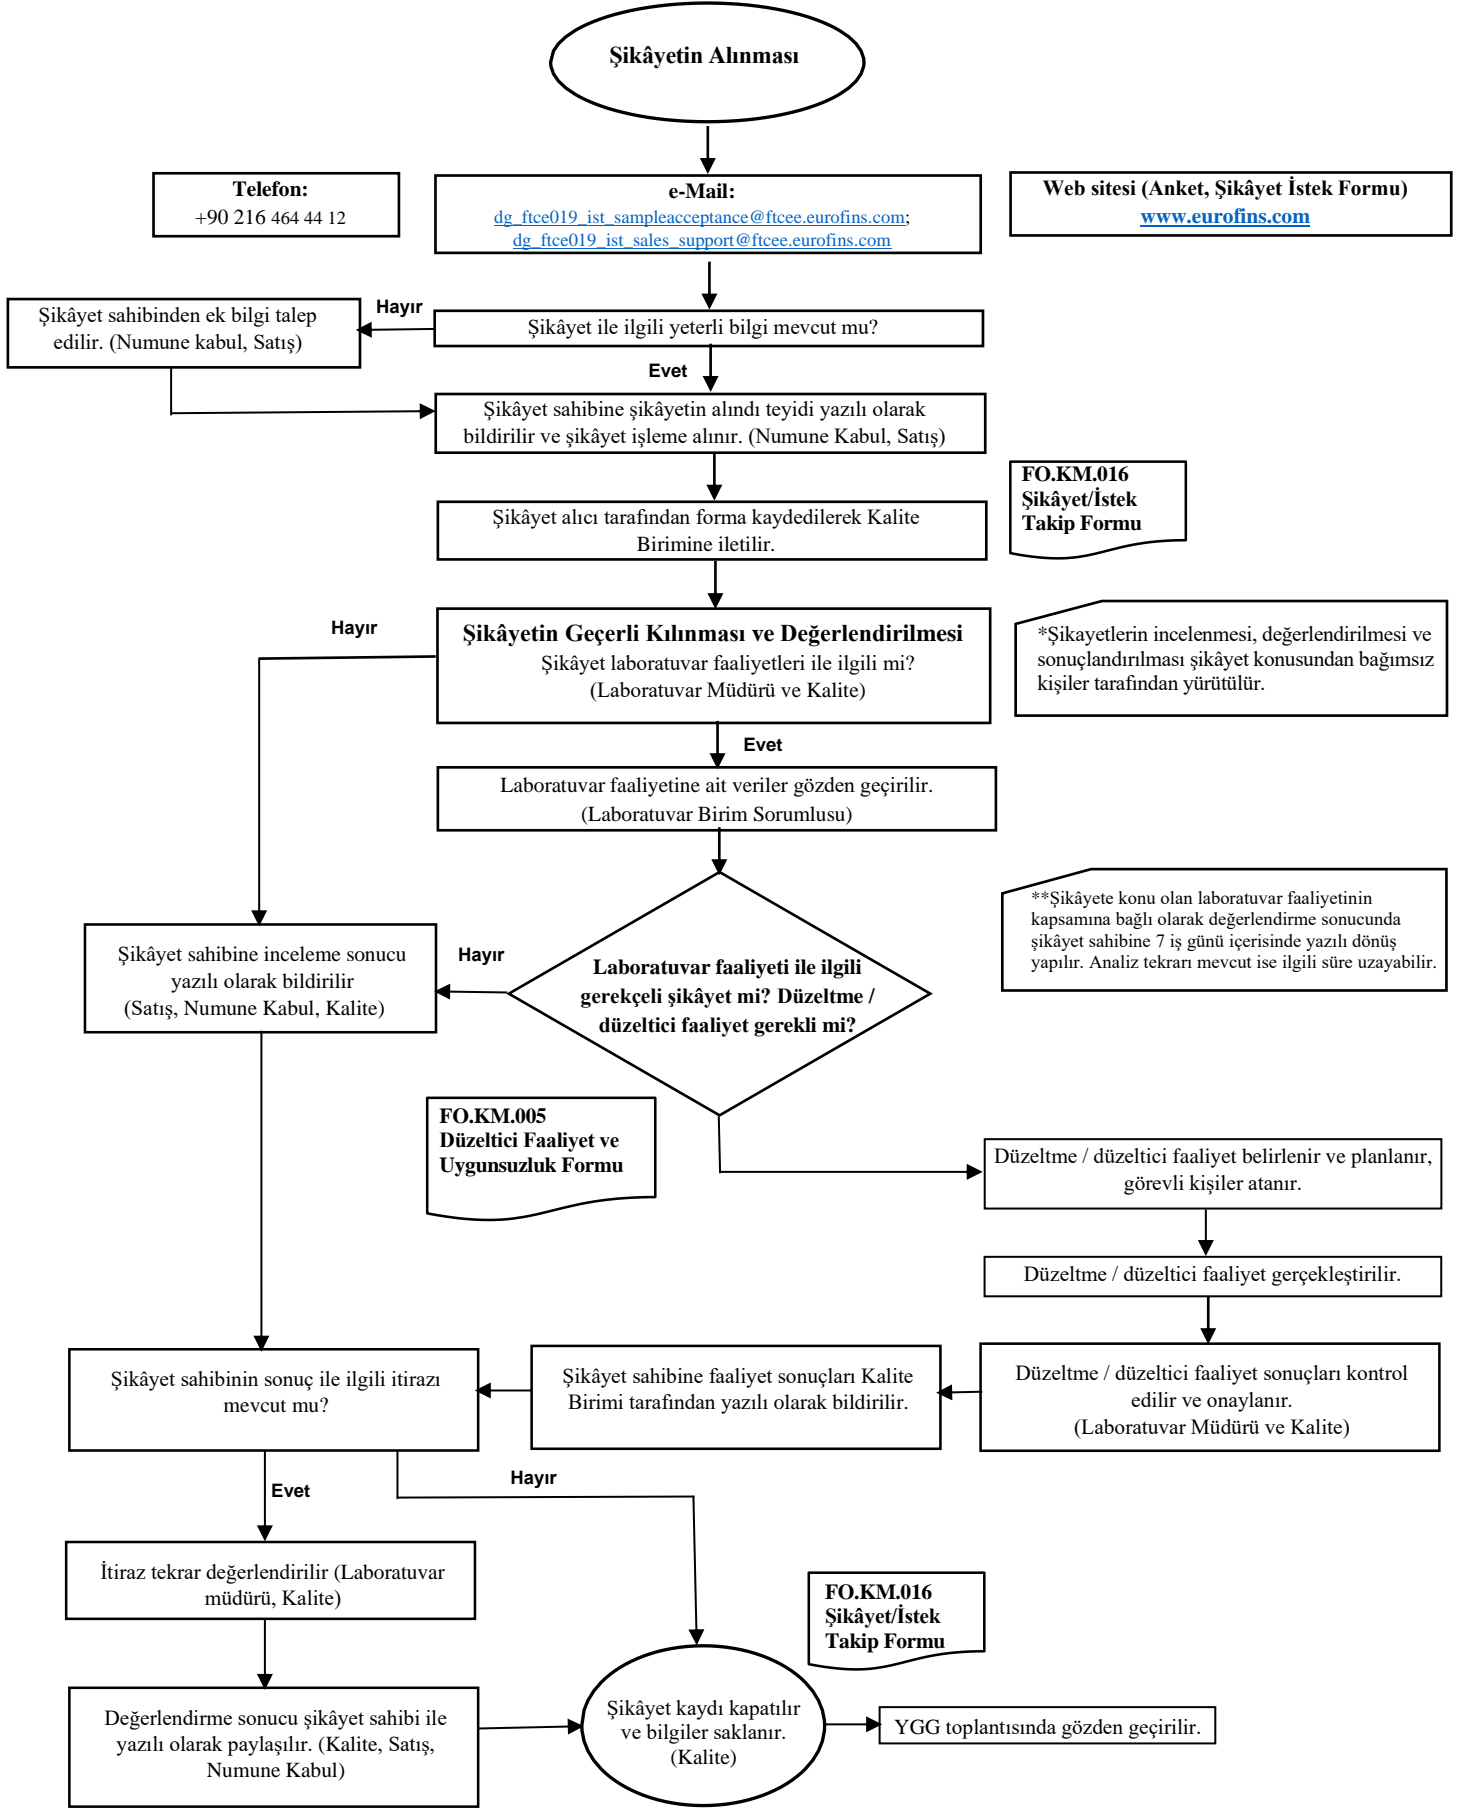 Şikâyetin Alınması
Telefon:
+90 216 464 44 12
e-Mail:
dg_ftce019_ist_sampleacceptance@ftcee.eurofins.com;
dg_ftce019_ist_sales_support@ftcee.eurofins.com
Web sitesi (Anket, Şikâyet İstek Formu)
www.eurofins.com
Şikâyet sahibinden ek bilgi talep
edilir. (Numune kabul, Satış)
Hayır
Şikâyet ile ilgili yeterli bilgi mevcut mu?
Evet
Şikâyet sahibine şikâyetin alındı teyidi yazılı olarak
bildirilir ve şikâyet işleme alınır. (Numune Kabul, Satış)
FO.KM.016
Şikâyet/İstek
Takip Formu
Şikâyet alıcı tarafından forma kaydedilerek Kalite
Birimine iletilir.
Hayır
Şikâyetin Geçerli Kılınması ve Değerlendirilmesi
Şikâyet laboratuvar faaliyetleri ile ilgili mi?
(Laboratuvar Müdürü ve Kalite)
*Şikayetlerin incelenmesi, değerlendirilmesi ve
sonuçlandırılması şikâyet konusundan bağımsız
kişiler tarafından yürütülür.
Evet
Laboratuvar faaliyetine ait veriler gözden geçirilir.
(Laboratuvar Birim Sorumlusu)
**Şikâyete konu olan laboratuvar faaliyetinin
kapsamına bağlı olarak değerlendirme sonucunda
şikâyet sahibine 7 iş günü içerisinde yazılı dönüş
yapılır. Analiz tekrarı mevcut ise ilgili süre uzayabilir.
Şikâyet sahibine inceleme sonucu
yazılı olarak bildirilir
(Satış, Numune Kabul, Kalite)
Hayır
Laboratuvar faaliyeti ile ilgili
gerekçeli şikâyet mi? Düzeltme /
düzeltici faaliyet gerekli mi?
FO.KM.005
Düzeltici Faaliyet ve
Uygunsuzluk Formu
Düzeltme / düzeltici faaliyet belirlenir ve planlanır,
görevli kişiler atanır.
Düzeltme / düzeltici faaliyet gerçekleştirilir.
Şikâyet sahibinin sonuç ile ilgili itirazı
mevcut mu?
Şikâyet sahibine faaliyet sonuçları Kalite
Birimi tarafından yazılı olarak bildirilir.
Düzeltme / düzeltici faaliyet sonuçları kontrol
edilir ve onaylanır.
(Laboratuvar Müdürü ve Kalite)
Hayır
Evet
İtiraz tekrar değerlendirilir (Laboratuvar
müdürü, Kalite)
FO.KM.016
Şikâyet/İstek
Takip Formu
Değerlendirme sonucu şikâyet sahibi ile
yazılı olarak paylaşılır. (Kalite, Satış,
Numune Kabul)
Şikâyet kaydı kapatılır
ve bilgiler saklanır.
(Kalite)
YGG toplantısında gözden geçirilir.